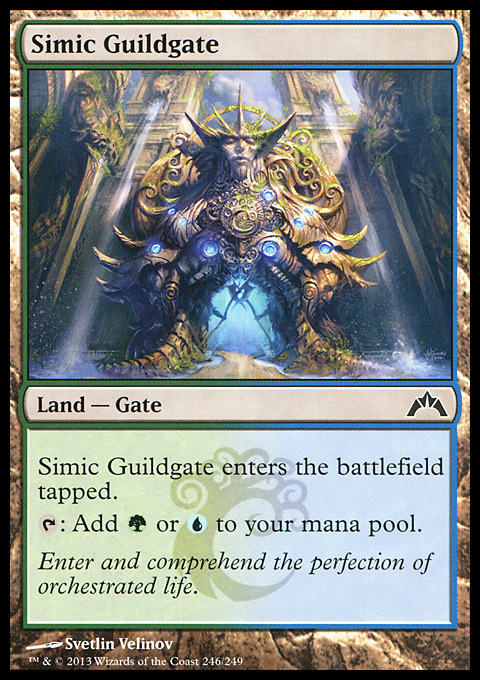 Simic Guildgate
Land — Gate
Simic Guildgate enters the battlefield
tapped.
: Add or to your mana pool.
Enter and comprehend the perfection of
orchestrated life.
Svetlin Velinov
™ & © 2013 Wizards of the Coast 246/249